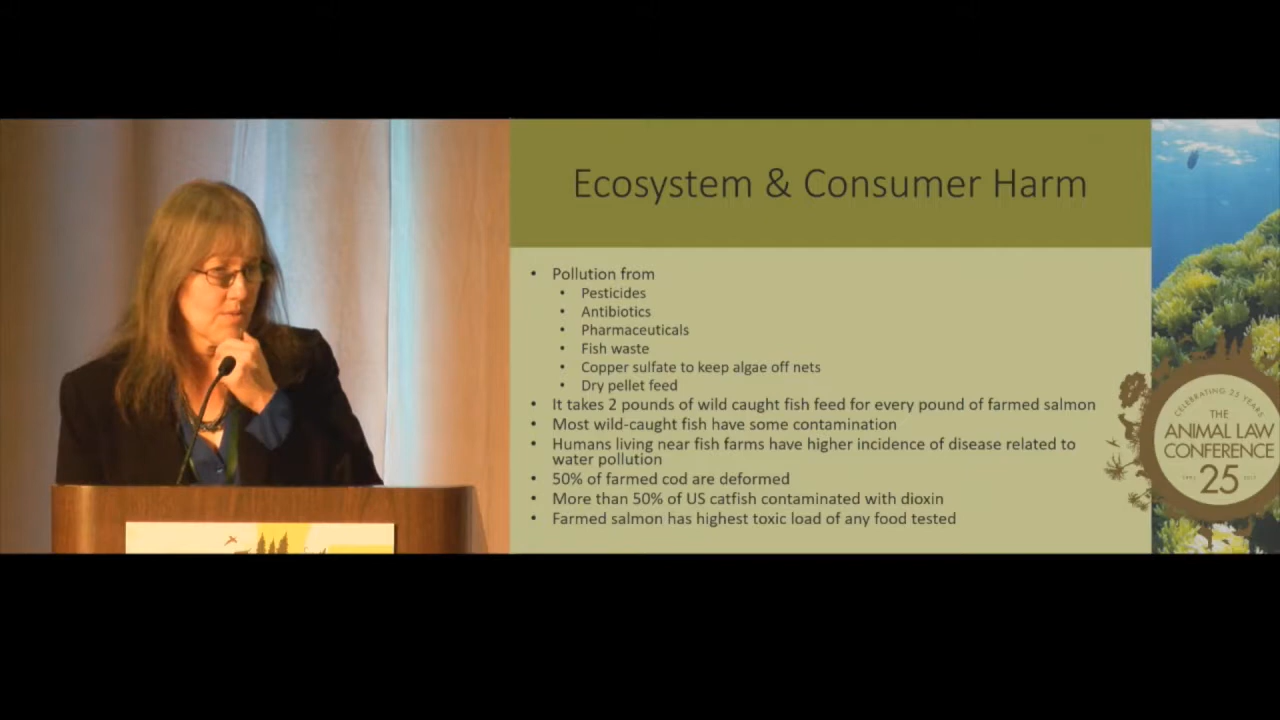 Ecosystem & Consumer Harm
• Pollution from
• Pesticides
• Antibiotics
• Pharmaceuticals
• Fish waste
• Copper sulfate to keep algae off nets
• Dry pellet feed
• It takes 2 pounds of wild caught fish feed for every pound of farmed salmon
• Most wild-caught fish have some contamination
• Humans living near fish farms have higher incidence of disease related to
water pollution
• 50% of farmed cod are deformed
• More than 50% of US catfish contaminated with dioxin
• Farmed salmon has highest toxic load of any food tested
CELEBRATING 25 YEARS
THE
ANIMAL LAW
CONFERENCE
25